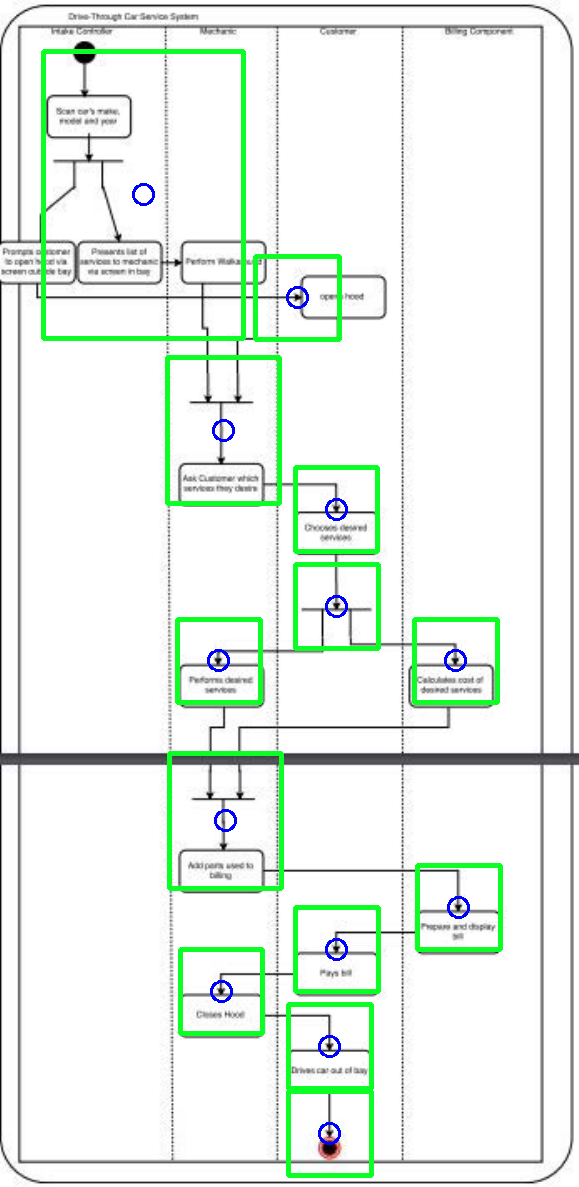 Drive-Through Car Service System
Intake Controller
Mechanic
Customer
Billing Component
Scan car's make,
model and year
Prompts customer
to open hood via
screen outside bay
Presents list of
services to mechanic
via screen in bay
Perform Walkaround
open hood
Ask Customer which
services they desire
Chooses desired
services
Performs desired
services
Calculates cost of
desired services
Add parts used to
billing
Prepare and display
bill
Pays bill
Closes Hood
Drives car out of bay